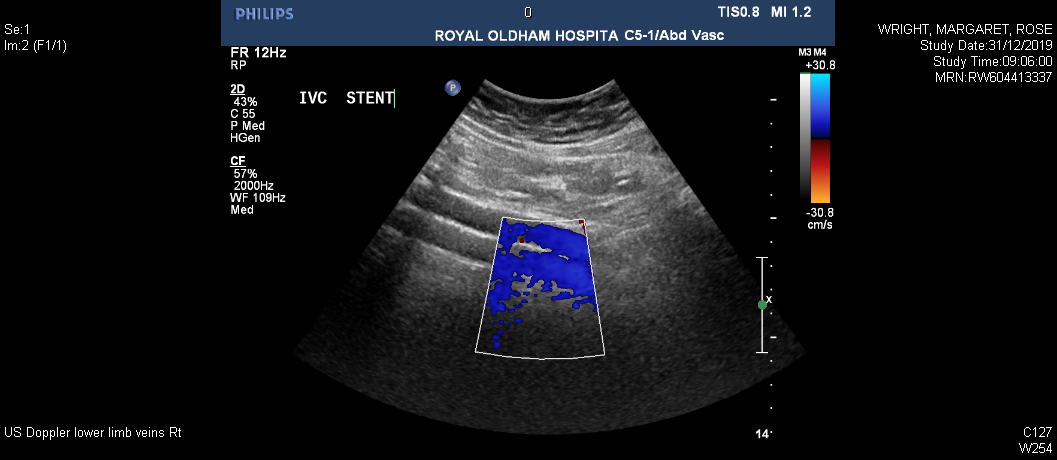 Se:1
Im:2 (F1/1)
PHILIPS
0
TIS0.8 MI 1.2
ROYAL OLDHAM HOSPITA C5-1/Abd Vasc
WRIGHT, MARGARET, ROSE
Study Date:31/12/2019
Study Time:09:06:00
MRN:RW604413337
FR 12Hz
RP
2D
43%
C 55
P Med
HGen
CF
57%
2000Hz
WF 109Hz
Med
IVC STENT
P
M3 M4
+30.8
-30.8
cm/s
x
14
US Doppler lower limb veins Rt
C127
W254